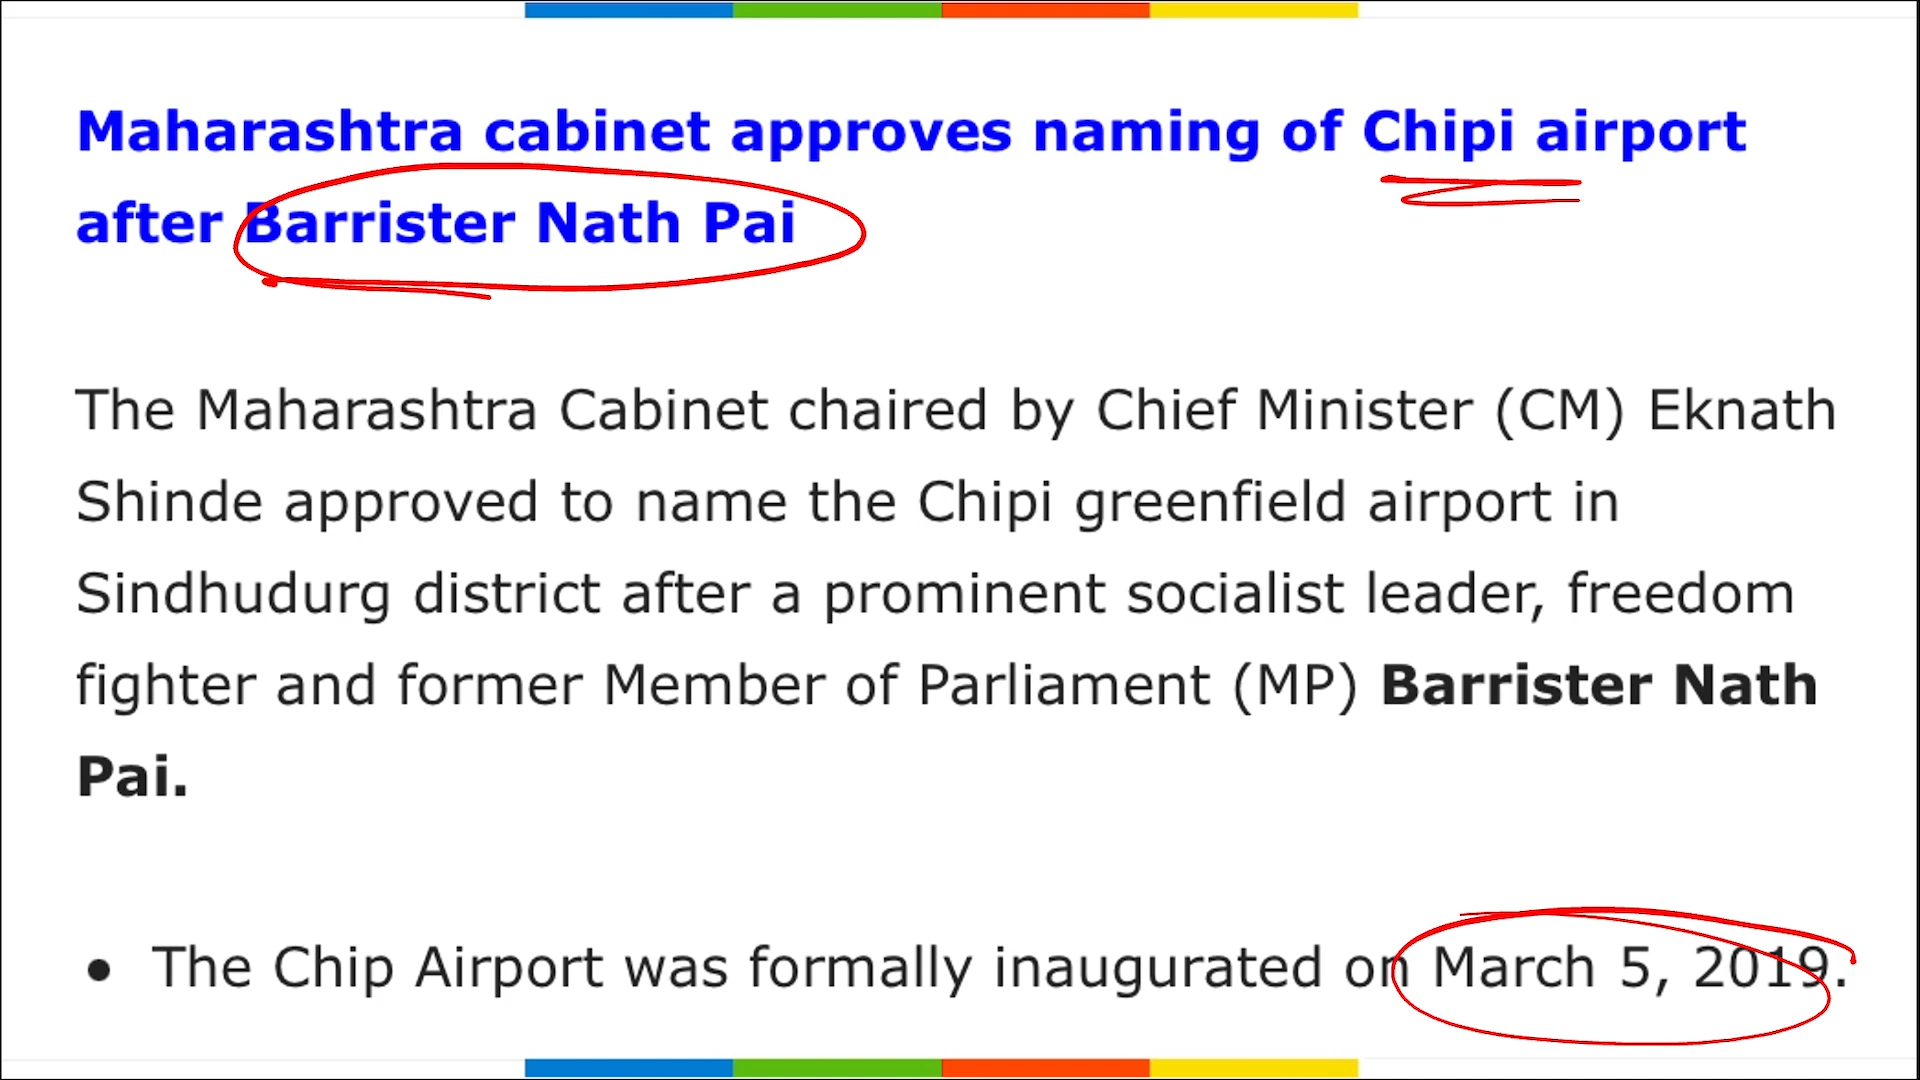 Maharashtra cabinet approves naming of Chipi airport
after Barrister Nath Pai
The Maharashtra Cabinet chaired by Chief Minister (CM) Eknath
Shinde approved to name the Chipi greenfield airport in
Sindhudurg district after a prominent socialist leader, freedom
fighter and former Member of Parliament (MP) Barrister Nath
Pai.
● The Chip Airport was formally inaugurated on March 5, 2019.